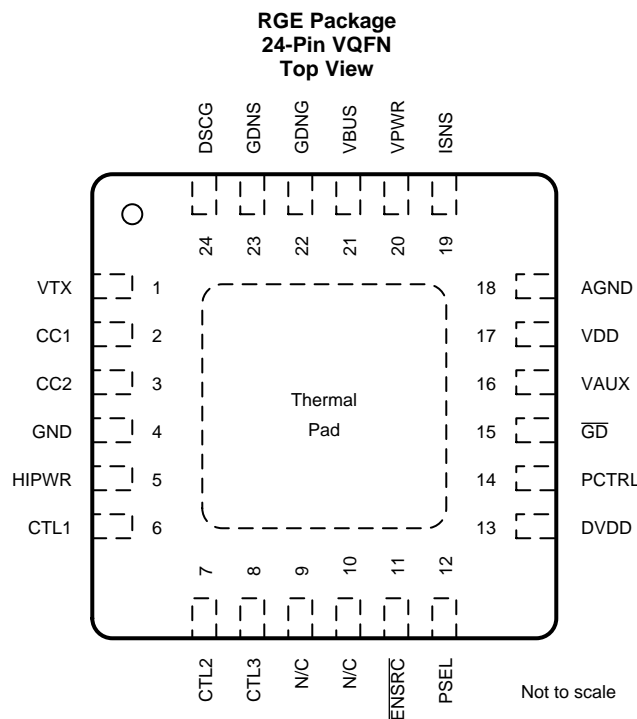 RGE Package
24-Pin VQFN
Top View
DSCG
GDNS
GDNG
VBUS
VPWR
ISNS
24
23
22
21
20
19
VTX 1
CC1 2
CC2 3
GND 4
HIPWR 5
CTL1 6
18 AGND
17 VDD
16 VAUX
15 GD
14 PCTRL
13 DVDD
Thermal
Pad
7
8
9
10
11
12
CTL2
CTL3
N/C
N/C
ENSRC
PSEL
Not to scale